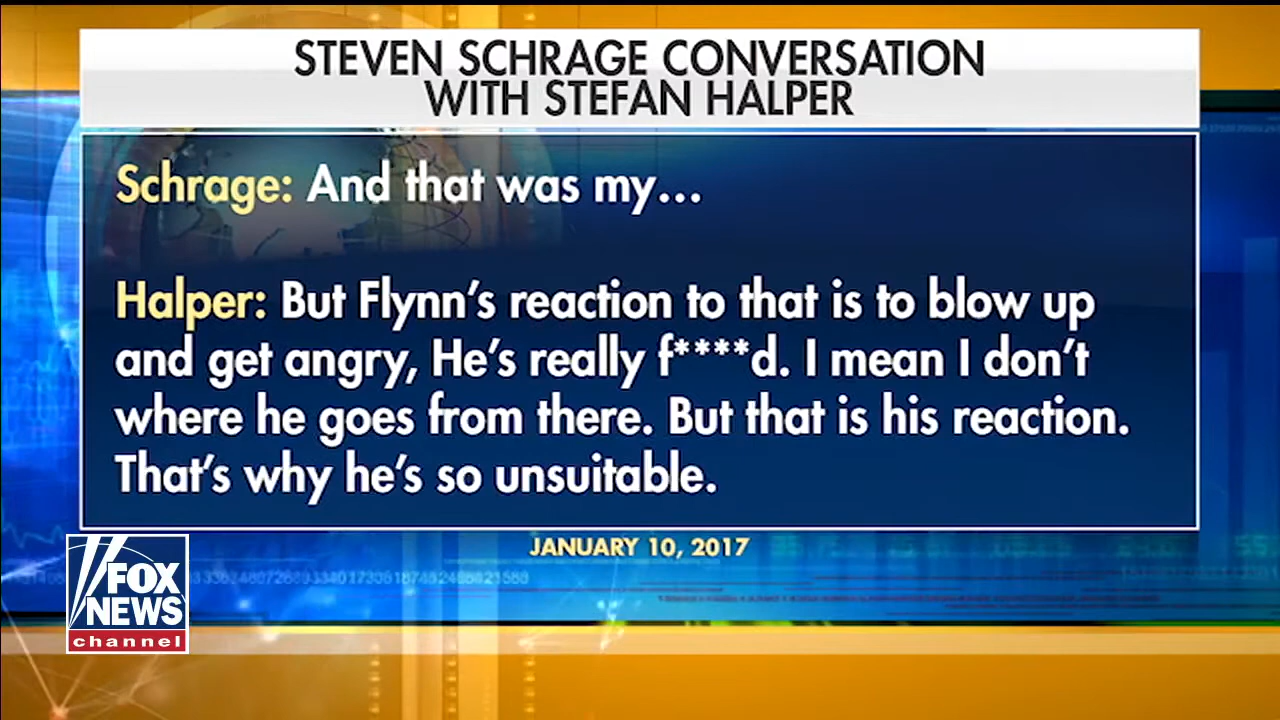 STEVEN SCHRAGE CONVERSATION
WITH STEFAN HALPER
Schrage: And that was my...
Halper: But Flynn's reaction to that is to blow up
and get angry, He's really f****d. I mean I don't
where he goes from there. But that is his reaction.
That's why he's so unsuitable.
JANUARY 10, 2017
FOX
NEWS
channel